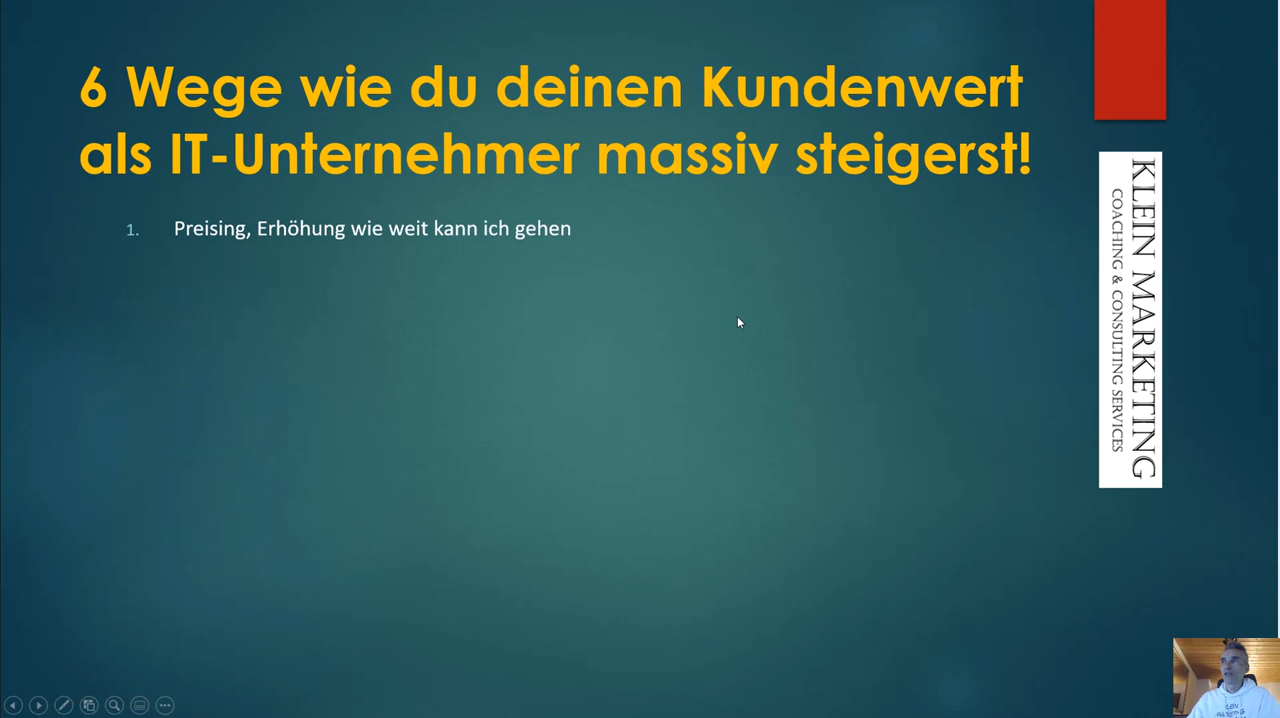 6 Wege wie du deinen Kundenwert
als IT-Unternehmer massiv steigerst!
1. Preising, Erhöhung wie weit kann ich gehen
KLEIN MARKETING
COACHING & CONSULTING SERVICES